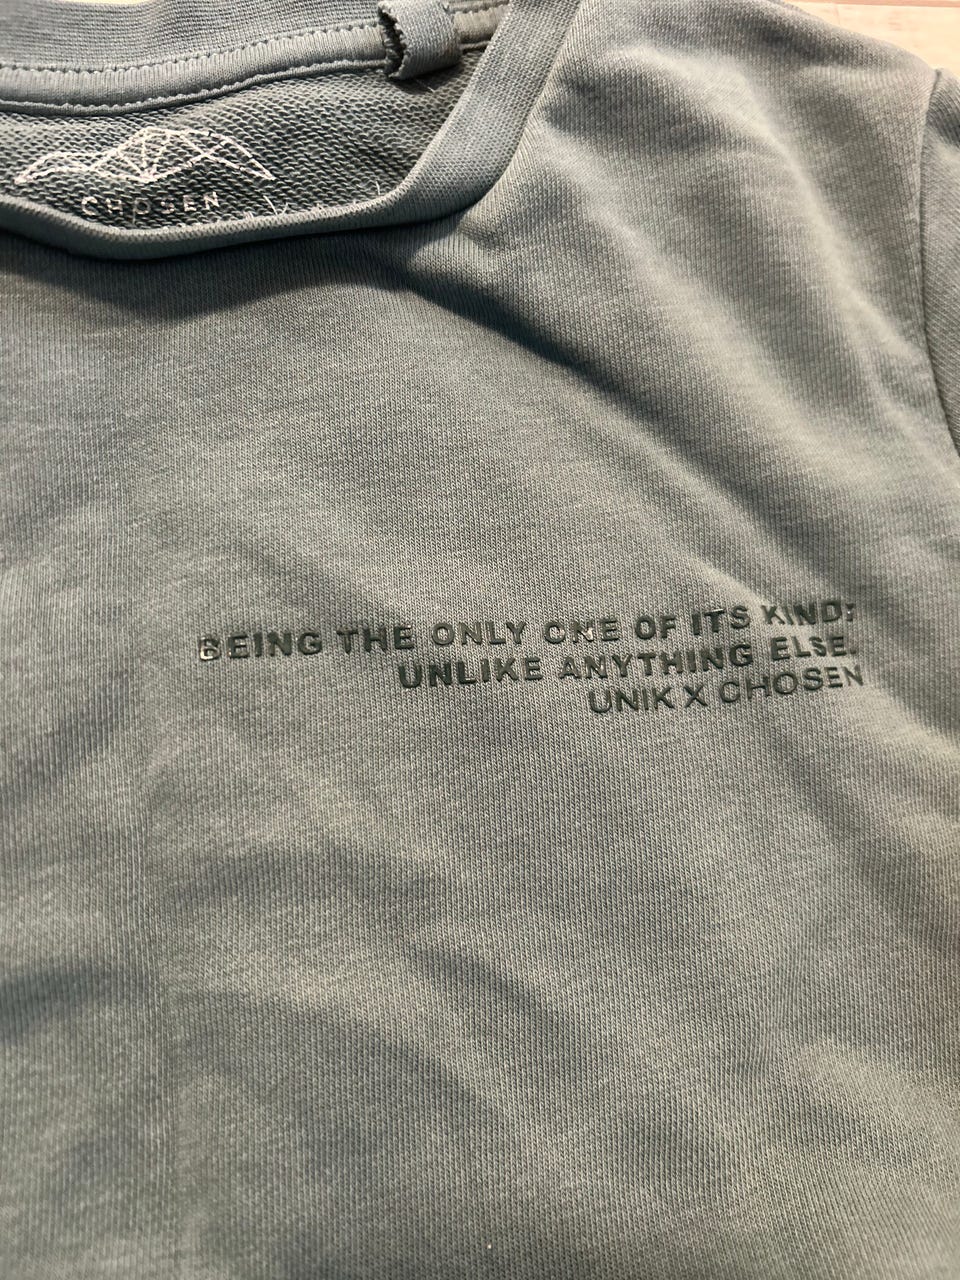 CHOSEN
BEING THE ONLY ONE OF ITS KIND;
UNLIKE ANYTHING ELSE.
UNIK X CHOSEN